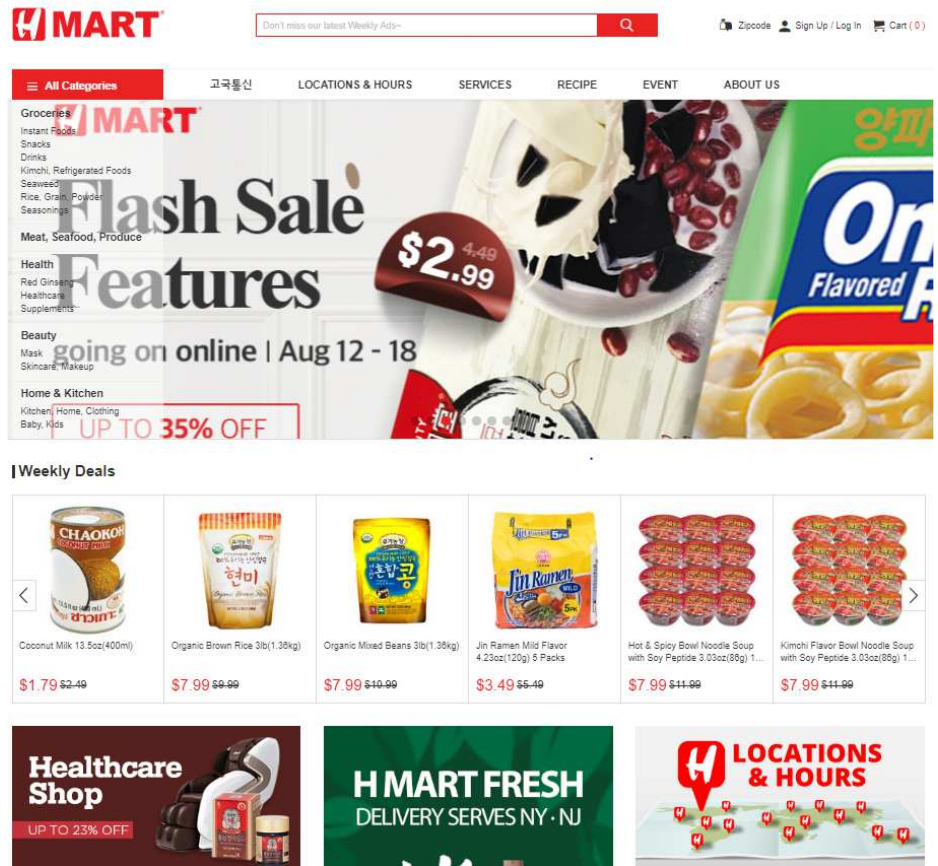 H MART
Don't miss our latest Weekly Ads~
Zipcode
Sign Up / Log In
Cart ( 0 )
All Categories
고국통신
LOCATIONS & HOURS
SERVICES
RECIPE
EVENT
ABOUT US
Groceries
Instant Foods
Snacks
Drinks
Kimchi, Refrigerated Foods
Seaweed
Rice, Grain, Powder
Seasonings
Meat, Seafood, Produce
Health
Red Ginseng
Healthcare
Supplements
Beauty
Mask
Skincare, Makeup
Home & Kitchen
Kitchen, Home, Clothing
Baby, Kids
H MART
Flash Sale
Features
going on online | Aug 12 - 18
UP TO 35% OFF
$2.99
4.49
양파
On
Flavored R
Weekly Deals
CHAOKOH
COCONUT MILK
현미
혼합콩
Jin Ramen
MILD
5PK
Coconut Milk 13.5oz(400ml)
$1.79 $2.49
Organic Brown Rice 3lb(1.36kg)
$7.99 $9.99
Organic Mixed Beans 3lb(1.36kg)
$7.99 $10.99
Jin Ramen Mild Flavor
4.23oz(120g) 5 Packs
$3.49 $5.49
Hot & Spicy Bowl Noodle Soup
with Soy Peptide 3.03oz(86g) 1...
$7.99 $11.99
Kimchi Flavor Bowl Noodle Soup
with Soy Peptide 3.03oz(86g) 1...
$7.99 $11.99
Healthcare
Shop
UP TO 23% OFF
H MART FRESH
DELIVERY SERVES NY · NJ
LOCATIONS
& HOURS